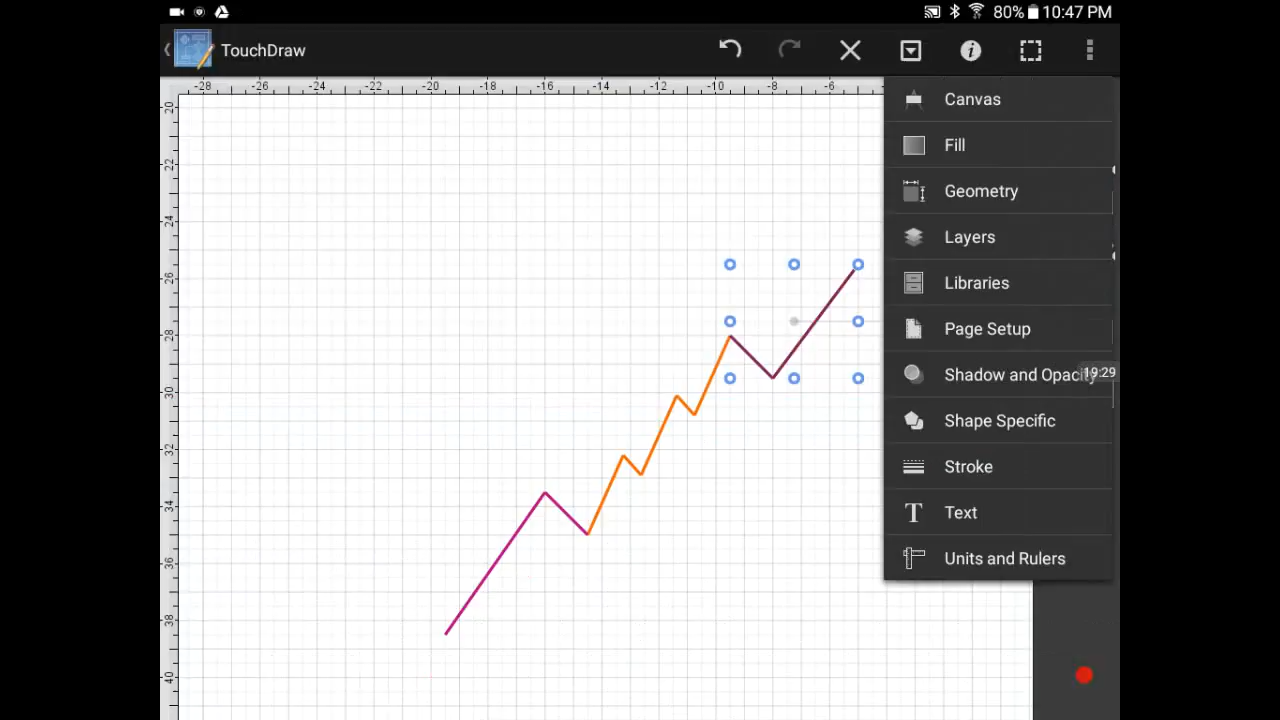 80% 10:47 PM
TouchDraw
-28 -26 -24 -22 -20 -18 -16 -14 -12 -10 -8 -6
20
22
24
26
28
30
32
34
36
38
40
Canvas
Fill
Geometry
Layers
Libraries
Page Setup
Shadow and Opacity
19:29
Shape Specific
Stroke
Text
Units and Rulers